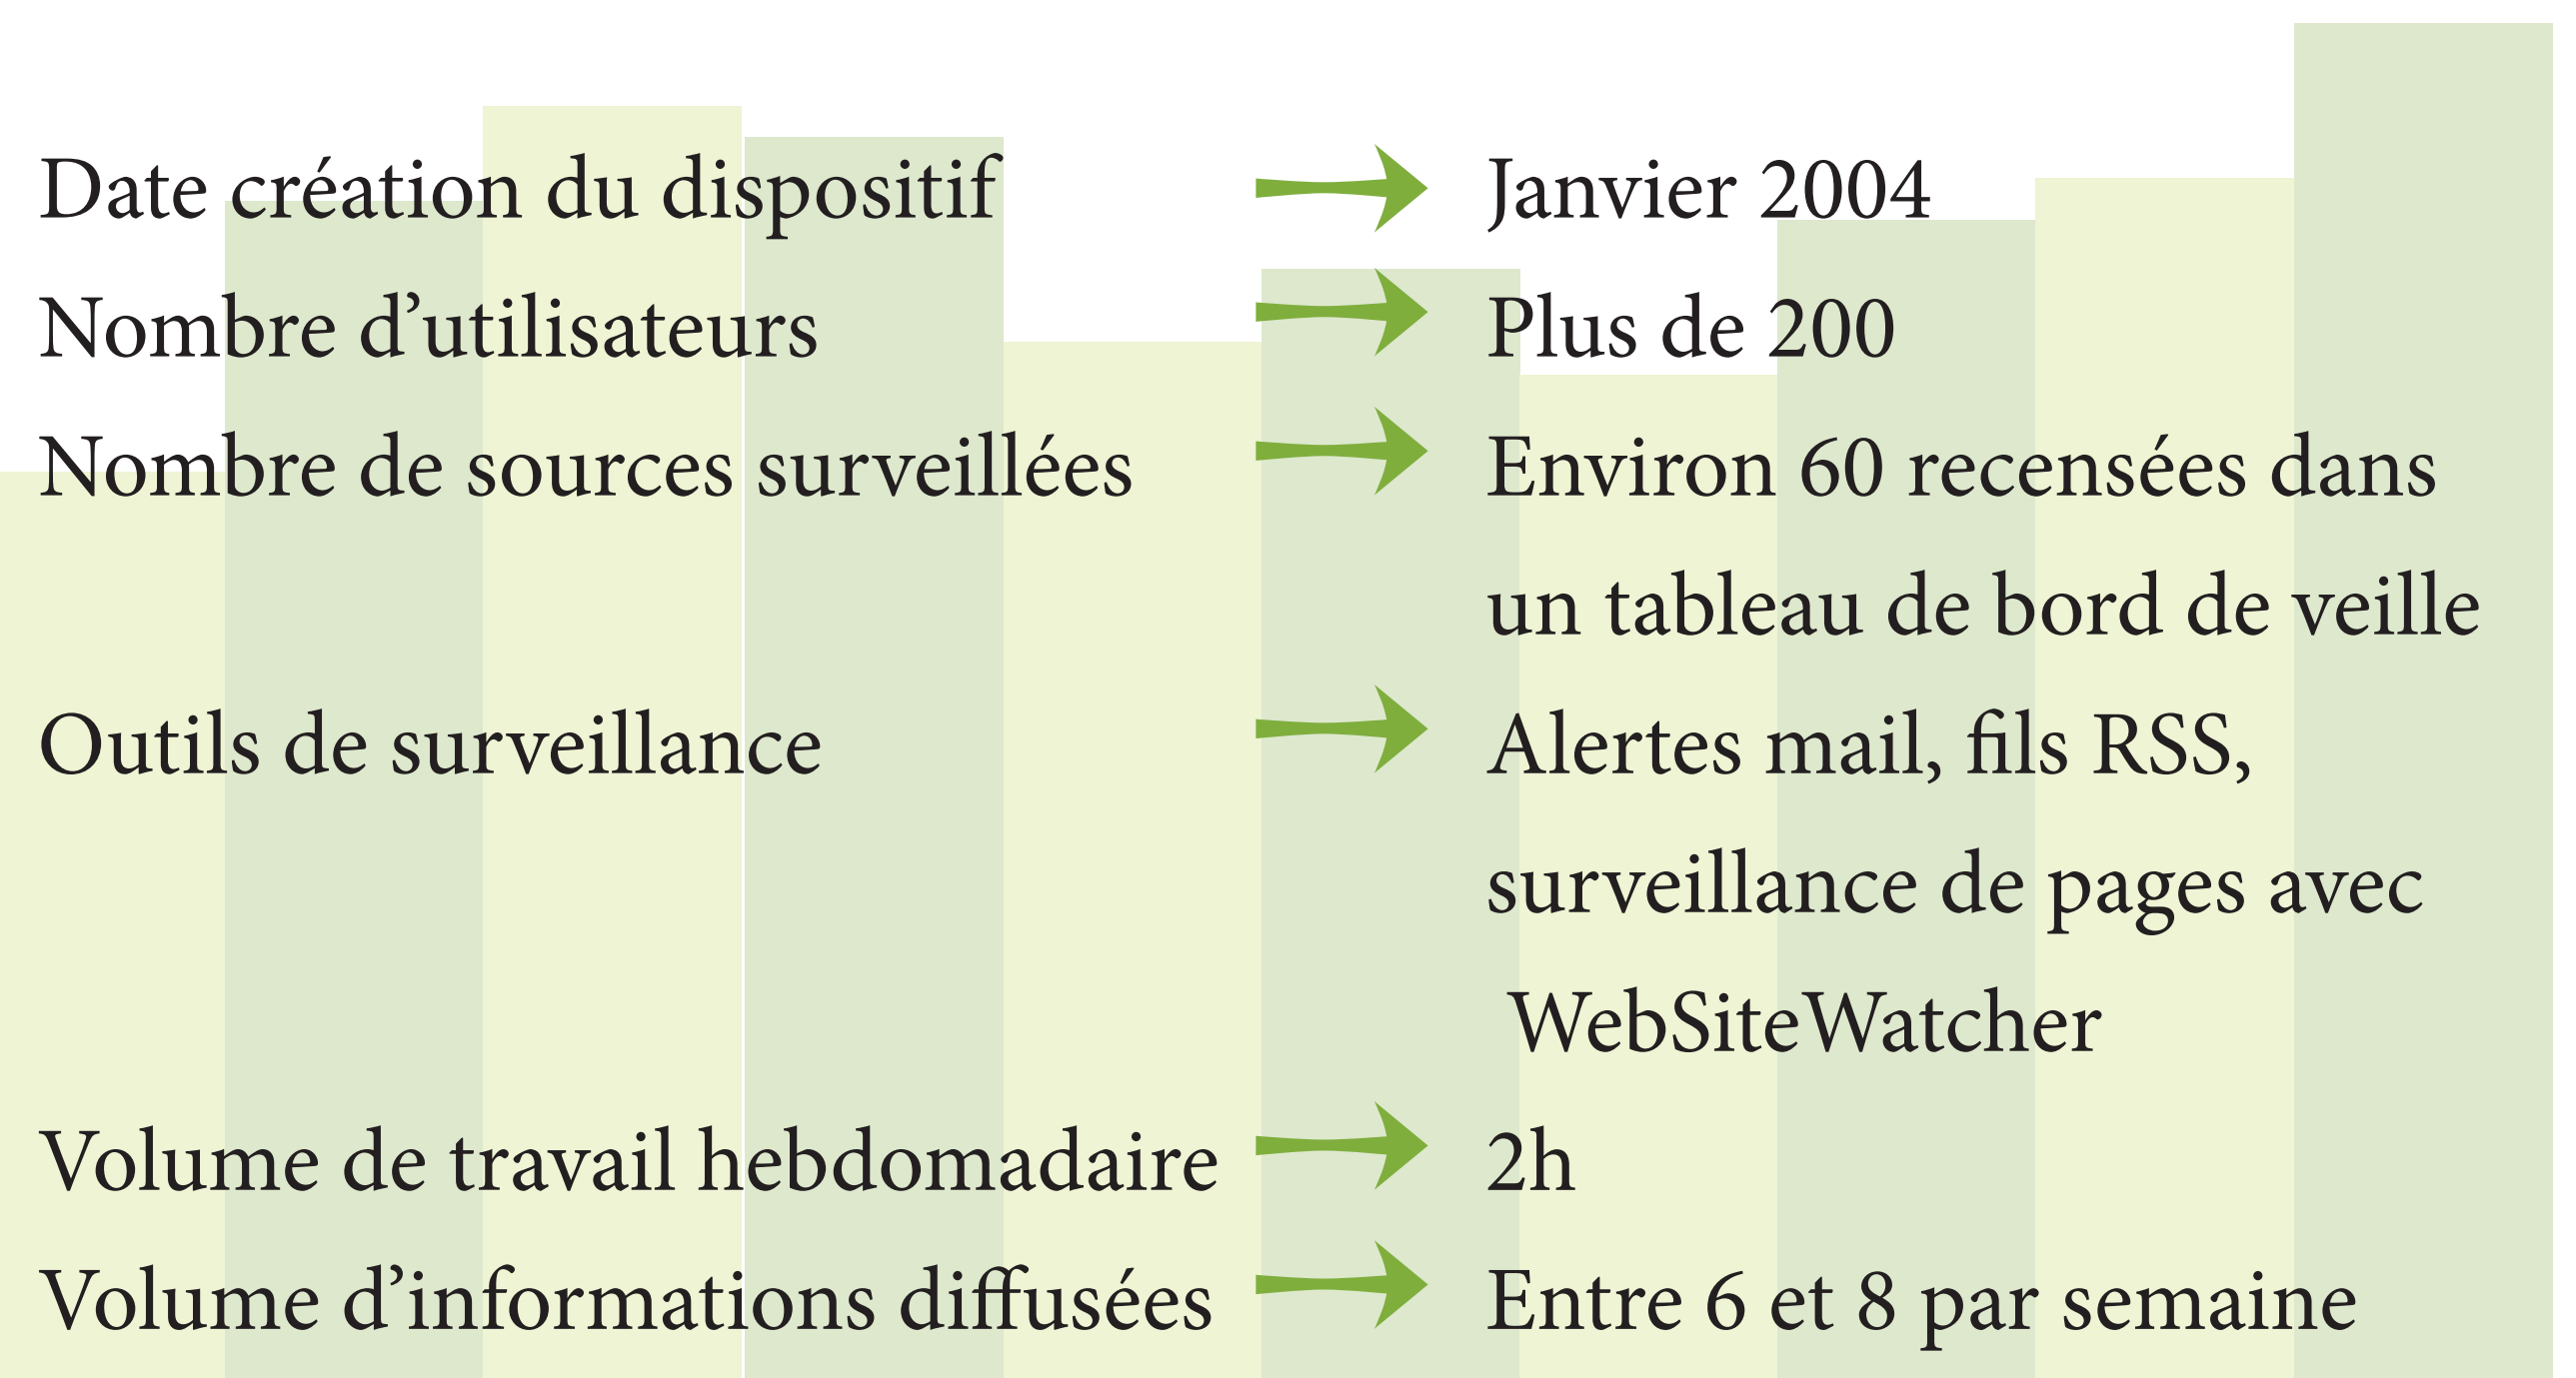 Date création du dispositif Janvier 2004
Nombre d’utilisateurs Plus de 200
Nombre de sources surveillées Environ 60 recensées dans
un tableau de bord de veille
Outils de surveillance Alertes mail, fils RSS,
surveillance de pages avec
WebSiteWatcher
Volume de travail hebdomadaire 2h
Volume d’informations diffusées Entre 6 et 8 par semaine